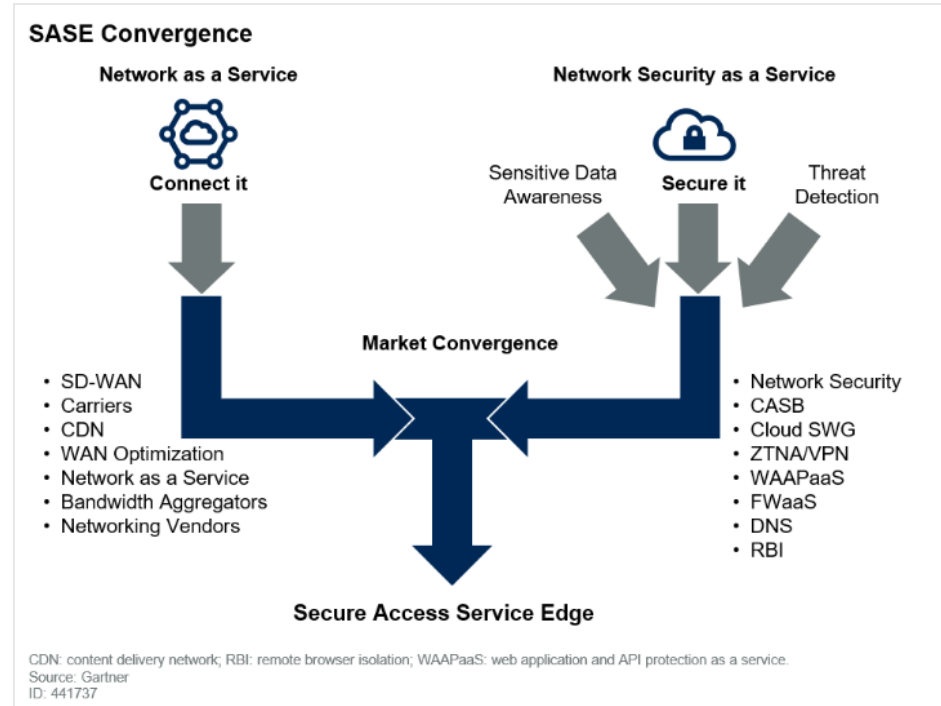 SASE Convergence
Network as a Service
Connect it
Network Security as a Service
Sensitive Data
Awareness
Secure it
Threat
Detection
Market Convergence
• SD-WAN
• Carriers
• CDN
• WAN Optimization
• Network as a Service
• Bandwidth Aggregators
• Networking Vendors
• Network Security
• CASB
• Cloud SWG
• ZTNA/VPN
• WAAPaaS
• FWaaS
• DNS
• RBI
Secure Access Service Edge
CDN: content delivery network; RBI: remote browser isolation; WAAPaaS: web application and API protection as a service.
Source: Gartner
ID: 441737